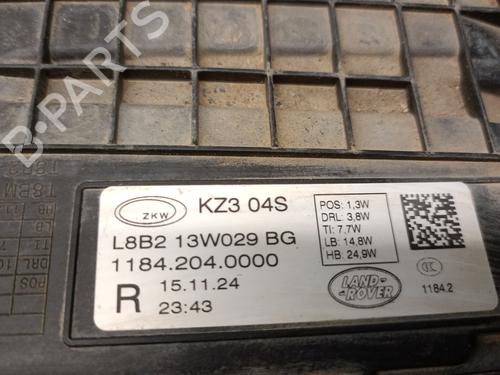 ZKW
KZ3 04S
L8B2 13W029 BG
1184.204.0000
R
15.11.24
23:43
POS: 1,3W
DRL: 3,8W
TI: 7.7W
LB: 14,8W
HB: 24,9W
LAND-
ROVER
1184.2
B-PARTS